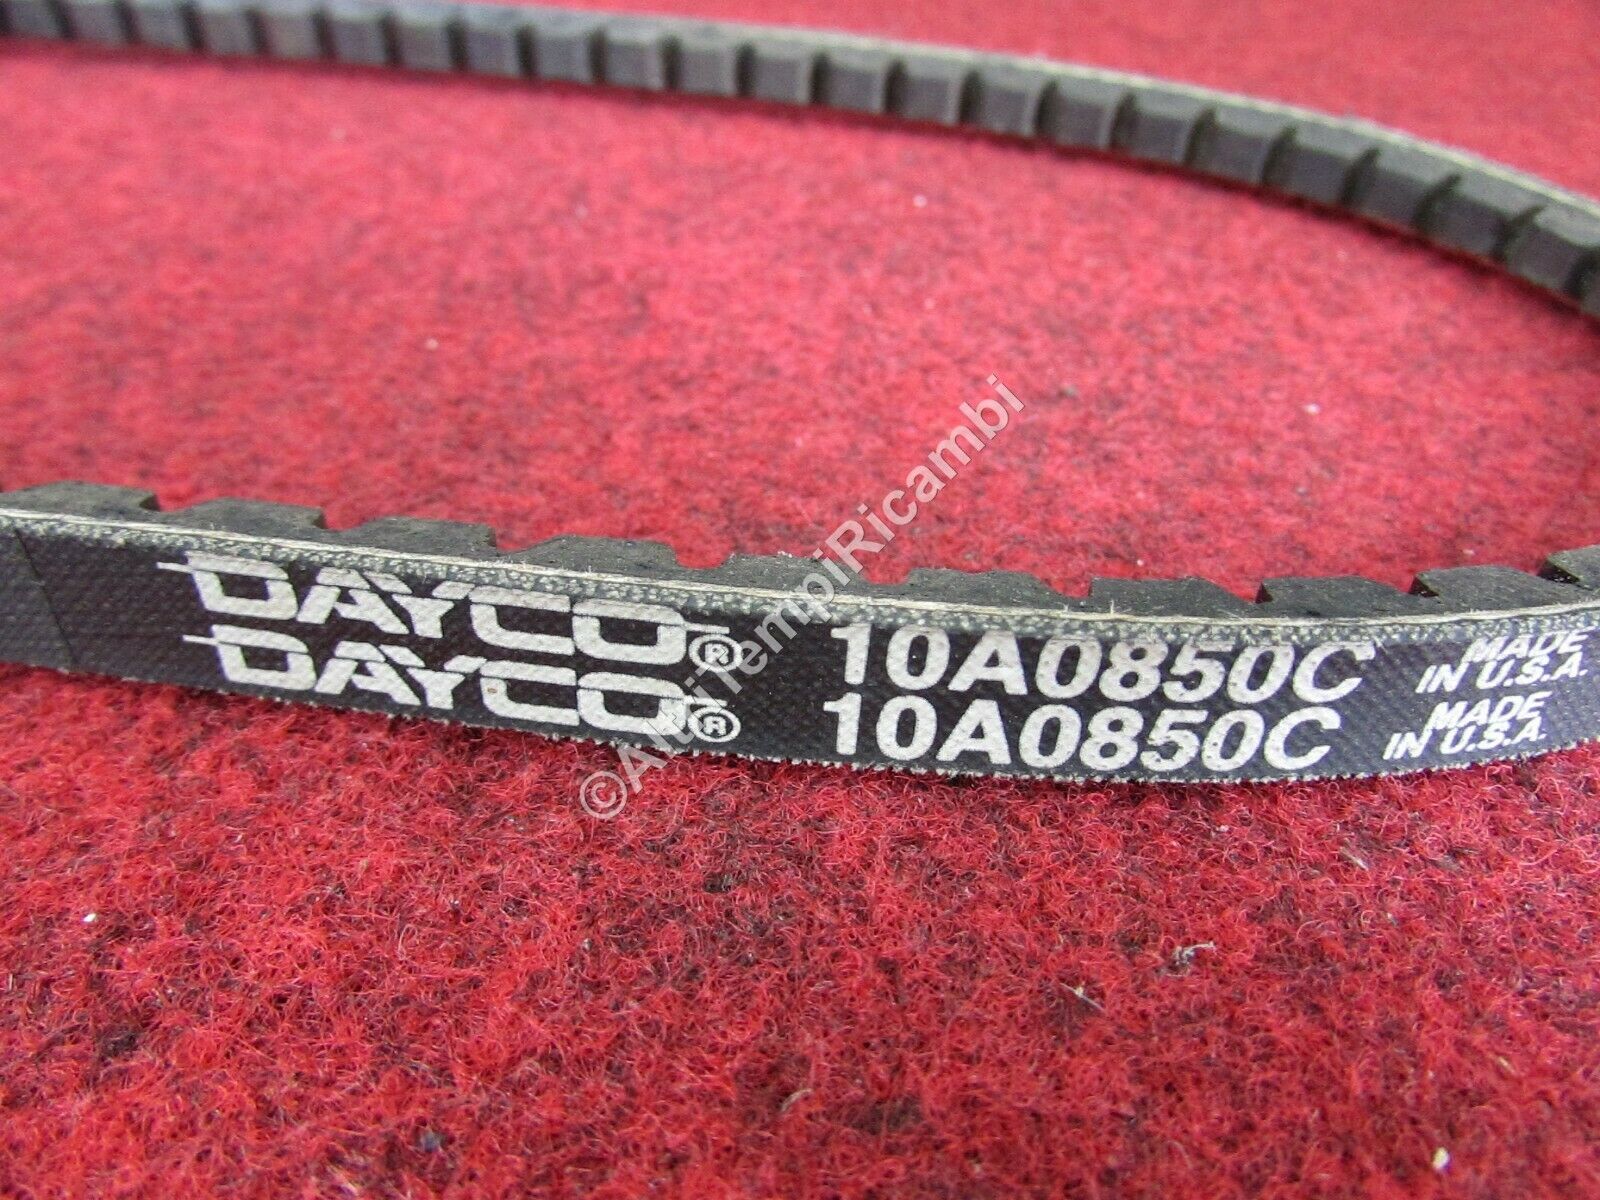 DAYCO® 10A0850C MADE IN U.S.A.
DAYCO® 10A0850C MADE IN U.S.A.
©AltriTempiRicambi